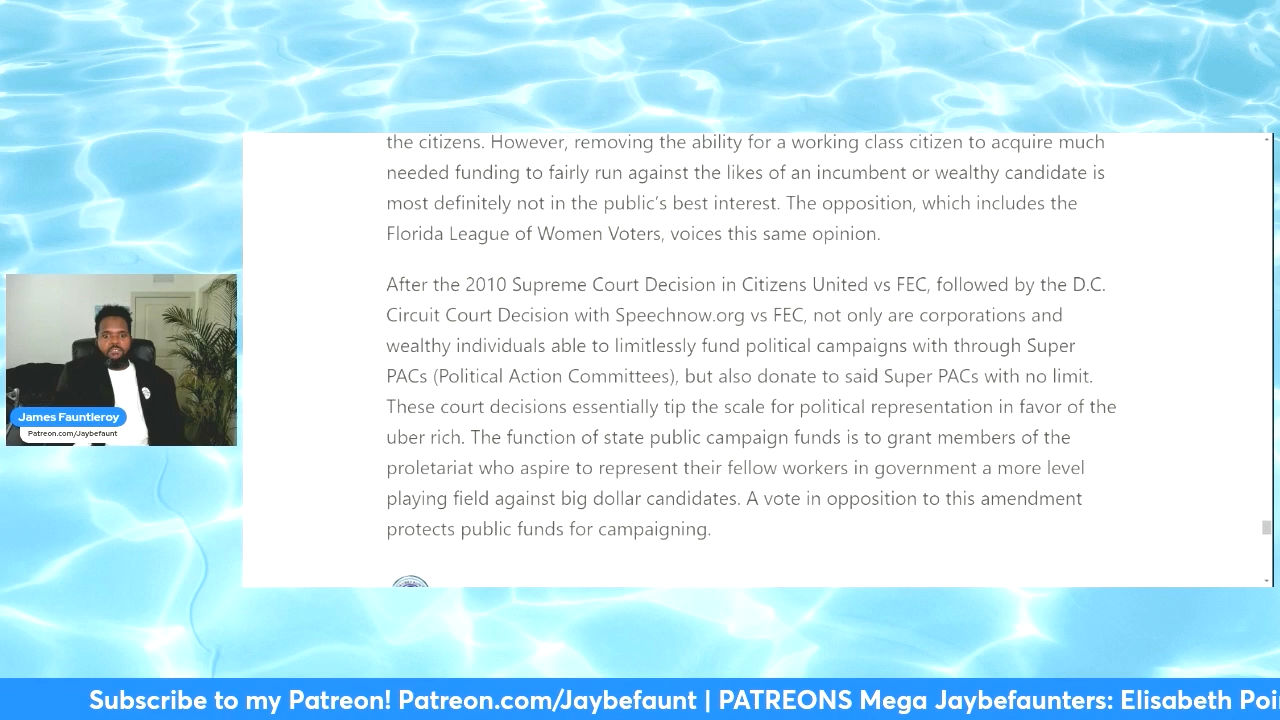 the citizens. However, removing the ability for a working class citizen to acquire much
needed funding to fairly run against the likes of an incumbent or wealthy candidate is
most definitely not in the public's best interest. The opposition, which includes the
Florida League of Women Voters, voices this same opinion.
After the 2010 Supreme Court Decision in Citizens United vs FEC, followed by the D.C.
Circuit Court Decision with Speechnow.org vs FEC, not only are corporations and
wealthy individuals able to limitlessly fund political campaigns with through Super
PACs (Political Action Committees), but also donate to said Super PACs with no limit.
These court decisions essentially tip the scale for political representation in favor of the
uber rich. The function of state public campaign funds is to grant members of the
proletariat who aspire to represent their fellow workers in government a more level
playing field against big dollar candidates. A vote in opposition to this amendment
protects public funds for campaigning.
James Fauntleroy
Patreon.com/Jaybefaunt
Subscribe to my Patreon! Patreon.com/Jaybefaunt | PATREONS Mega Jaybefaunters: Elisabeth